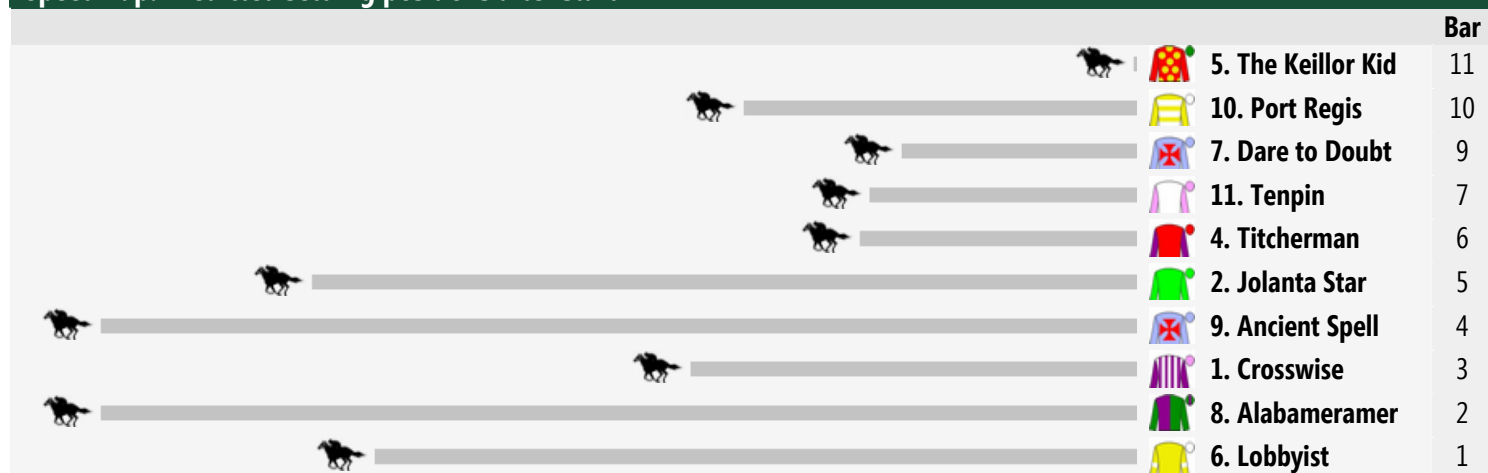 Bar
5. The Keillor Kid 11
10. Port Regis 10
7. Dare to Doubt 9
11. Tenpin 7
4. Titcherman 6
2. Jolanta Star 5
9. Ancient Spell 4
1. Crosswise 3
8. Alabameramer 2
6. Lobbyist 1